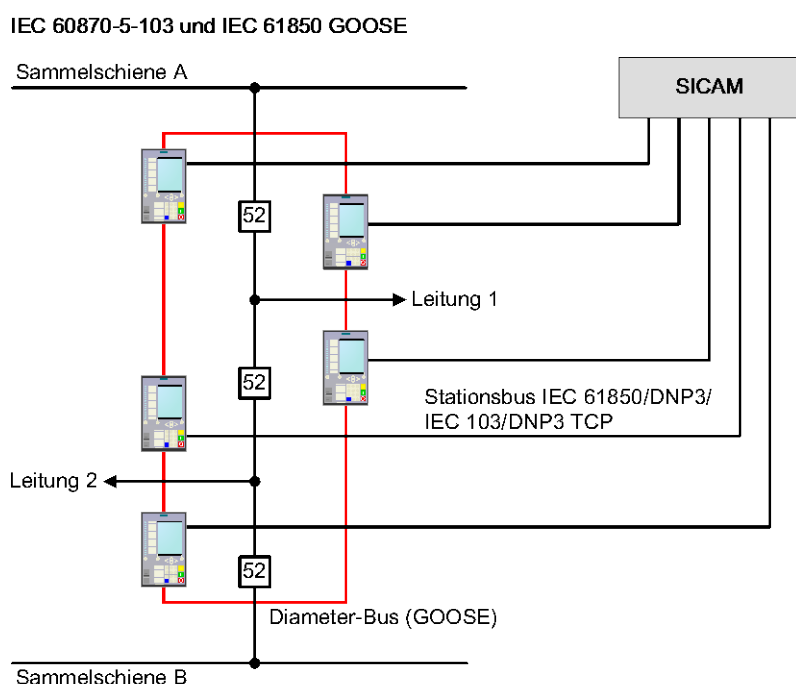 IEC 60870-5-103 und IEC 61850 GOOSE
Sammelschiene A
SICAM
52
Leitung 1
52
Stationsbus IEC 61850/DNP3/
IEC 103/DNP3 TCP
Leitung 2
52
Diameter-Bus (GOOSE)
Sammelschiene B